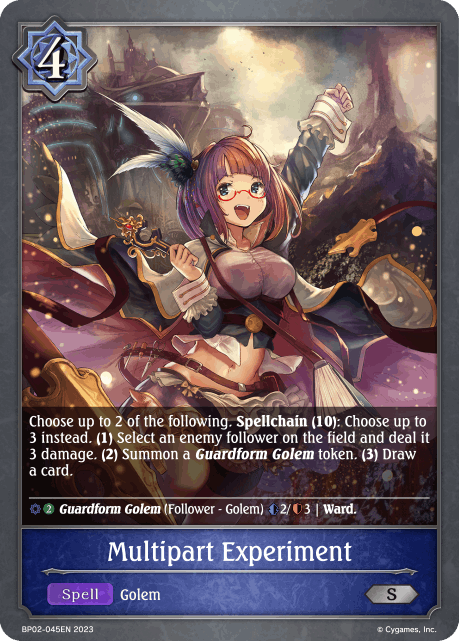 4
Choose up to 2 of the following. Spellchain (10): Choose up to
3 instead. (1) Select an enemy follower on the field and deal it
3 damage. (2) Summon a Guardform Golem token. (3) Draw
a card.
2 Guardform Golem (Follower - Golem) 2/3 | Ward.
Multipart Experiment
Spell Golem S
BP02-045EN 2023 © Cygames, Inc.